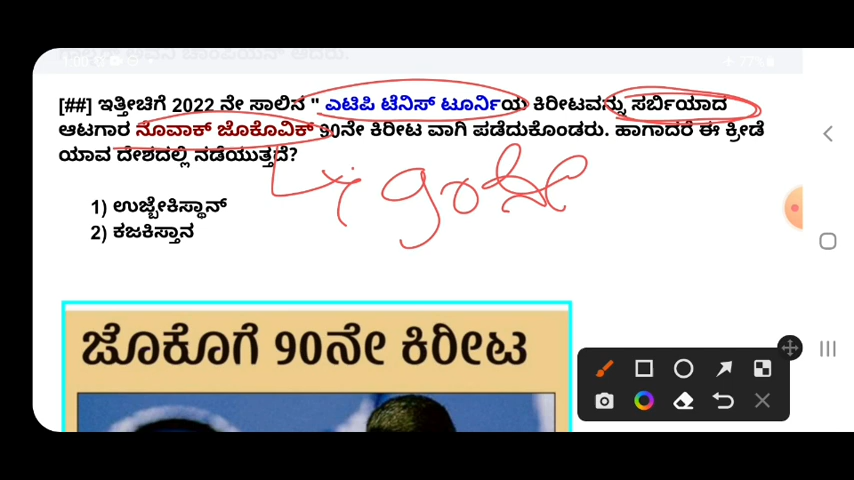 [##] ಇತ್ತೀಚಿಗೆ 2022 ನೇ ಸಾಲಿನ " ಎಟಿಪಿ ಟೆನಿಸ್ ಟೂರ್ನಿಯ ಕಿರೀಟವನ್ನು ಸರ್ಬಿಯಾದ
ಆಟಗಾರ ನೊವಾಕ್ ಜೊಕೊವಿಕ್ 90ನೇ ಕಿರೀಟ ವಾಗಿ ಪಡೆದುಕೊಂಡರು. ಹಾಗಾದರೆ ಈ ಕ್ರೀಡೆ
ಯಾವ ದೇಶದಲ್ಲಿ ನಡೆಯುತ್ತದೆ?
1) ಉಜ್ಬೇಕಿಸ್ಥಾನ್
2) ಕಜಕಿಸ್ತಾನ
ಜೊಕೊಗೆ 90ನೇ ಕಿರೀಟ